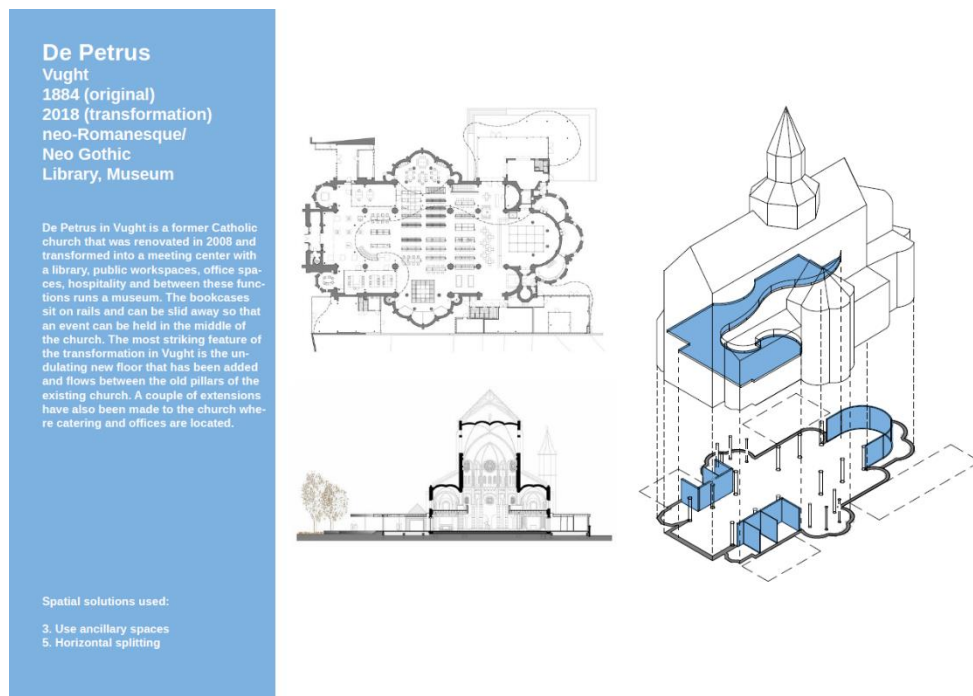 De Petrus
Vught
1884 (original)
2018 (transformation)
neo-Romanesque/
Neo Gothic
Library, Museum
De Petrus in Vught is a former Catholic
church that was renovated in 2008 and
transformed into a meeting center with
a library, public workspaces, office spa-
ces, hospitality and between these func-
tions runs a museum. The bookcases
sit on rails and can be slid away so that
an event can be held in the middle of
the church. The most striking feature of
the transformation in Vught is the un-
dulating new floor that has been added
and flows between the old pillars of the
existing church. A couple of extensions
have also been made to the church whe-
re catering and offices are located.
Spatial solutions used:
3. Use ancillary spaces
5. Horizontal splitting